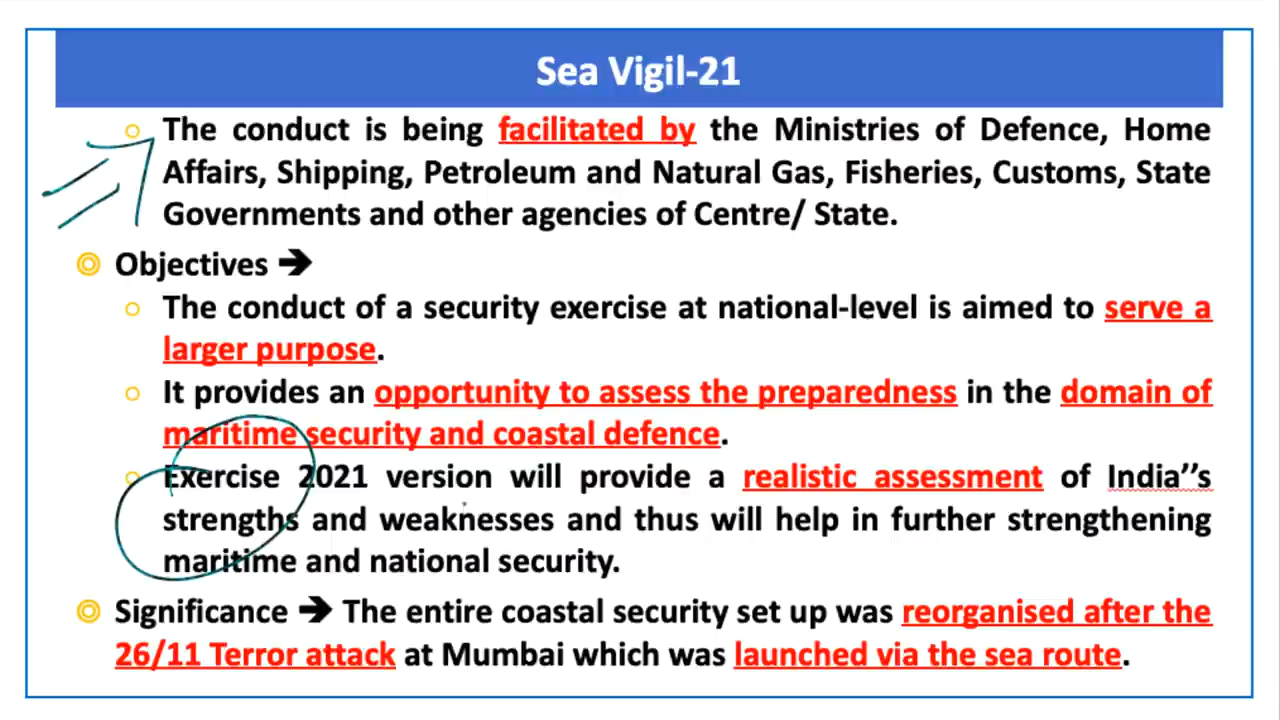 Sea Vigil-21
The conduct is being facilitated by the Ministries of Defence, Home
Affairs, Shipping, Petroleum and Natural Gas, Fisheries, Customs, State
Governments and other agencies of Centre/ State.
Objectives ➔
The conduct of a security exercise at national-level is aimed to serve a
larger purpose.
It provides an opportunity to assess the preparedness in the domain of
maritime security and coastal defence.
Exercise 2021 version will provide a realistic assessment of India’’s
strengths and weaknesses and thus will help in further strengthening
maritime and national security.
Significance ➔ The entire coastal security set up was reorganised after the
26/11 Terror attack at Mumbai which was launched via the sea route.